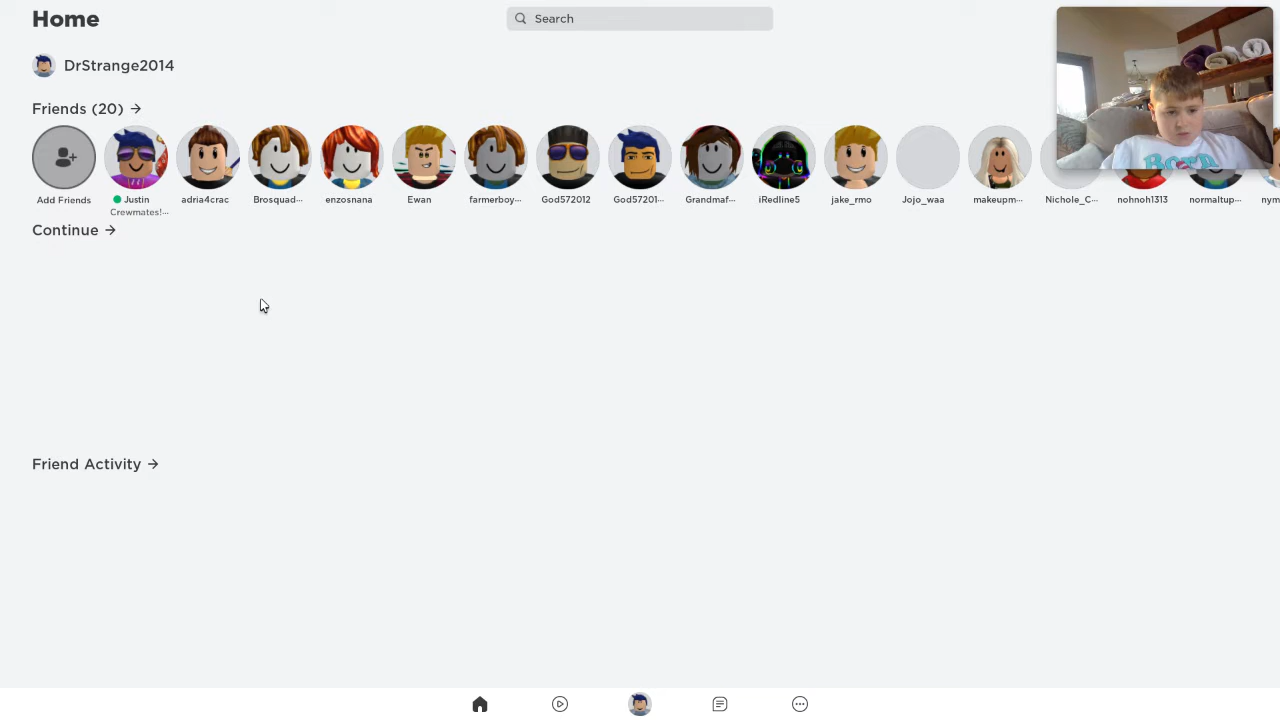 Home
Search
DrStrange2014
Friends (20) →
Add Friends
Justin
Crewmates!...
adria4crac
Brosquad...
enzosnana
Ewan
farmerboy...
God572012
God57201...
Grandmaf...
iRedline5
jake_rmo
Jojo_waa
makeupm...
Nichole_C...
nohnoh1313
normaltup...
nym
Continue →
Friend Activity →